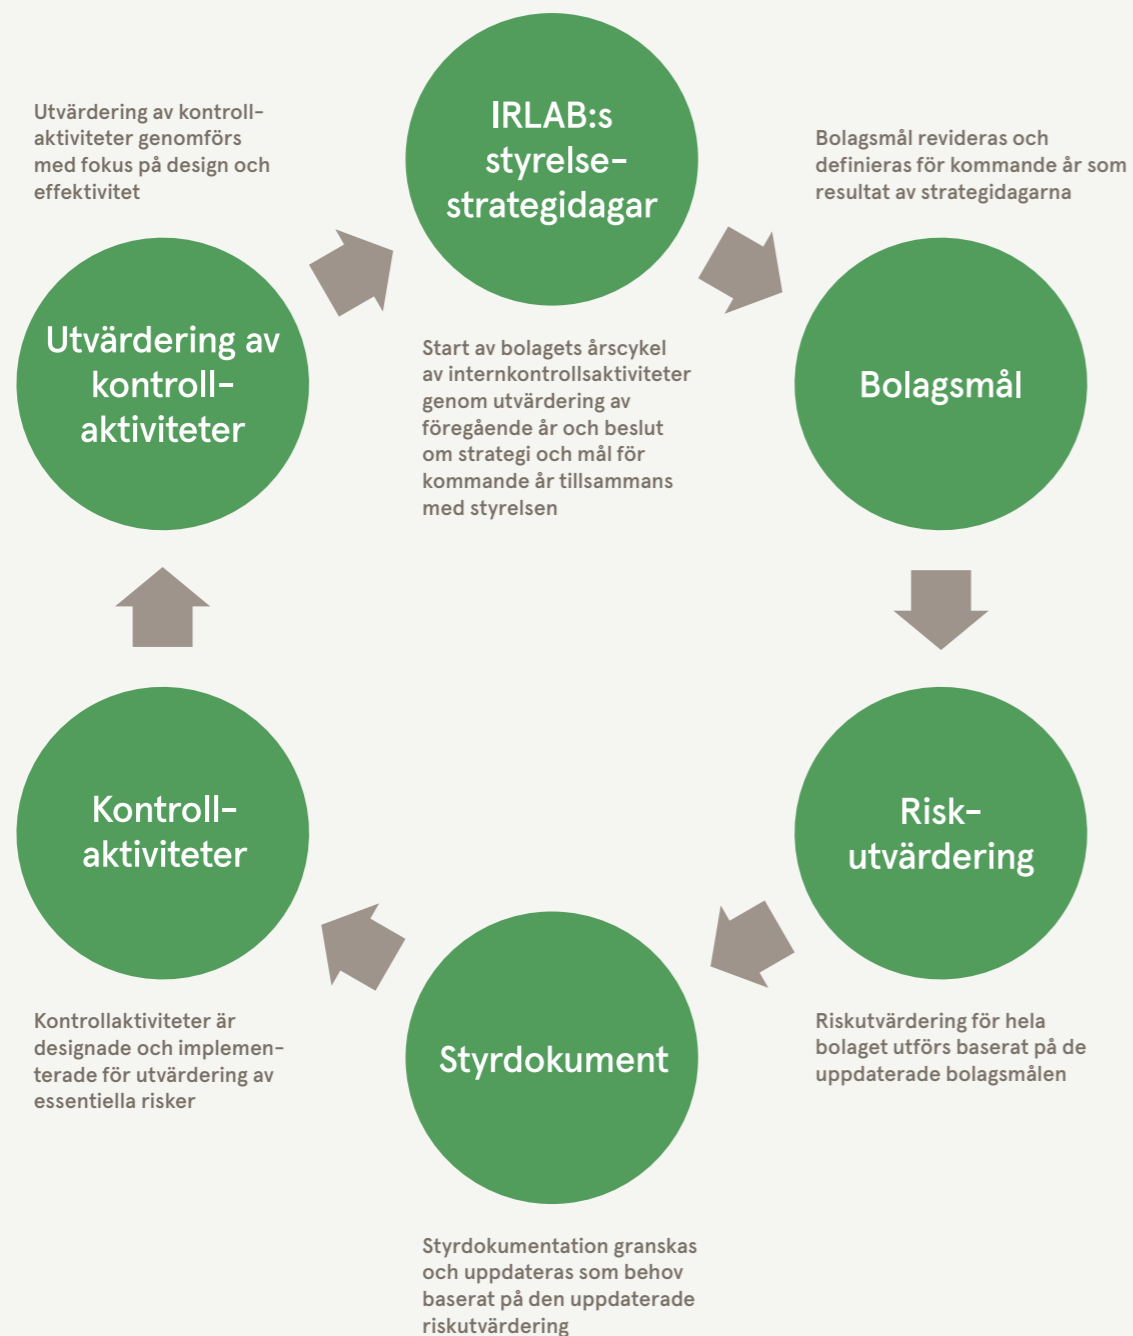 IRLAB:s
styrelse-
strategidagar
Start av bolagets årscykel
av internkontrollsaktiviteter
genom utvärdering av
föregående år och beslut
om strategi och mål för
kommande år tillsammans
med styrelsen
Bolagsmål revideras och
definieras för kommande år som
resultat av strategidagarna
Bolagsmål
Risk-
utvärdering
Riskutvärdering för hela
bolaget utförs baserat på de
uppdaterade bolagsmålen
Styrdokument
Styrdokumentation granskas
och uppdateras som behov
baserat på den uppdaterade
riskutvärdering
Kontroll-
aktiviteter
Kontrollaktiviteter är
designade och implemen-
terade för utvärdering av
essentiella risker
Utvärdering av kontroll-
aktiviteter genomförs
med fokus på design och
effektivitet
Utvärdering av
kontroll-
aktiviteter